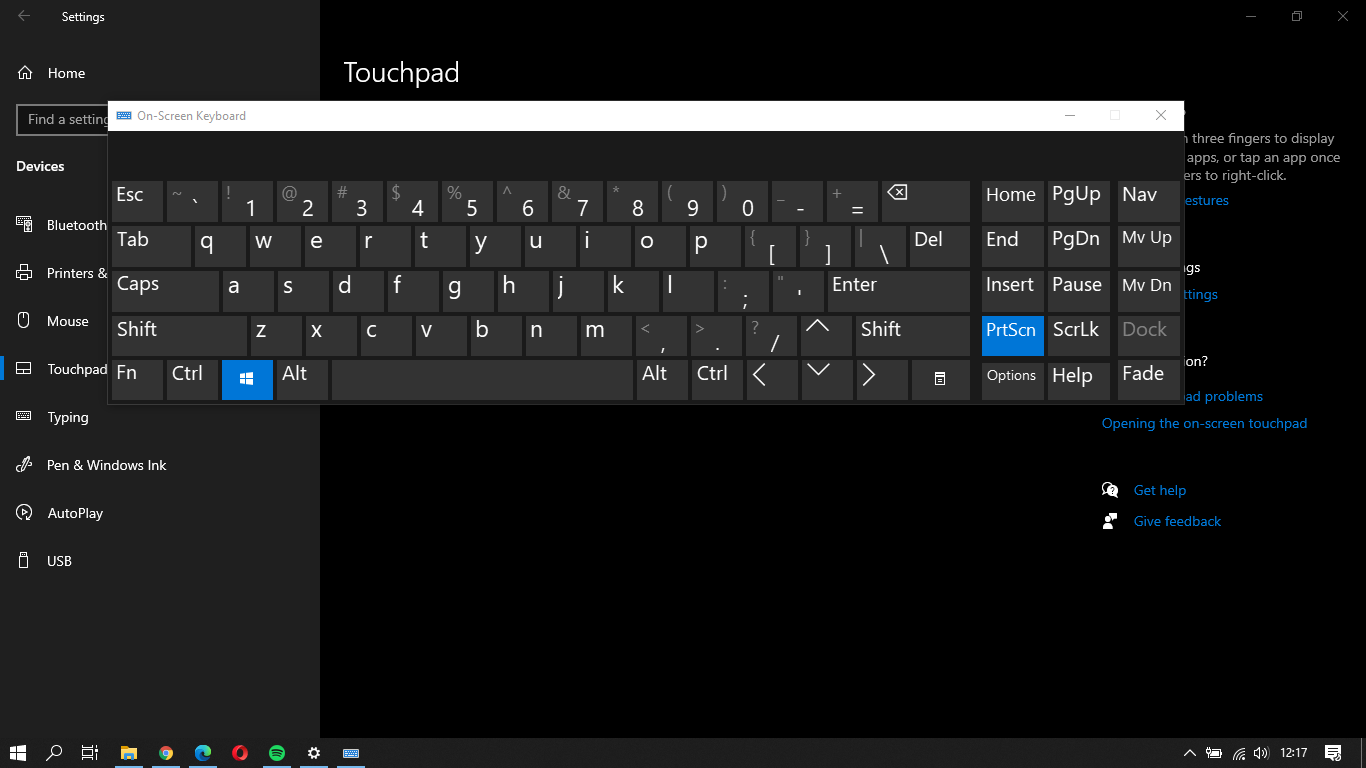 Settings
Home
Touchpad
Find a setting
Devices
Bluetooth
Printers &
Mouse
Touchpad
Typing
Pen & Windows Ink
AutoPlay
USB
On-Screen Keyboard
Esc ~ ` ! 1 @ 2 # 3 $ 4 % 5 ^ 6 & 7 * 8 ( 9 ) 0 _ - + = Home PgUp Nav
Tab q w e r t y u i o p { [ } ] | \ Del End PgDn Mv Up
Caps a s d f g h j k l : ; " ' Enter Insert Pause Mv Dn
Shift z x c v b n m < , > . ? / Shift PrtScn ScrLk Dock
Fn Ctrl Alt Alt Ctrl Options Help Fade
three fingers to display
apps, or tap an app once
ers to right-click.
estures
gs
ttings
on?
ad problems
Opening the on-screen touchpad
Get help
Give feedback
12:17